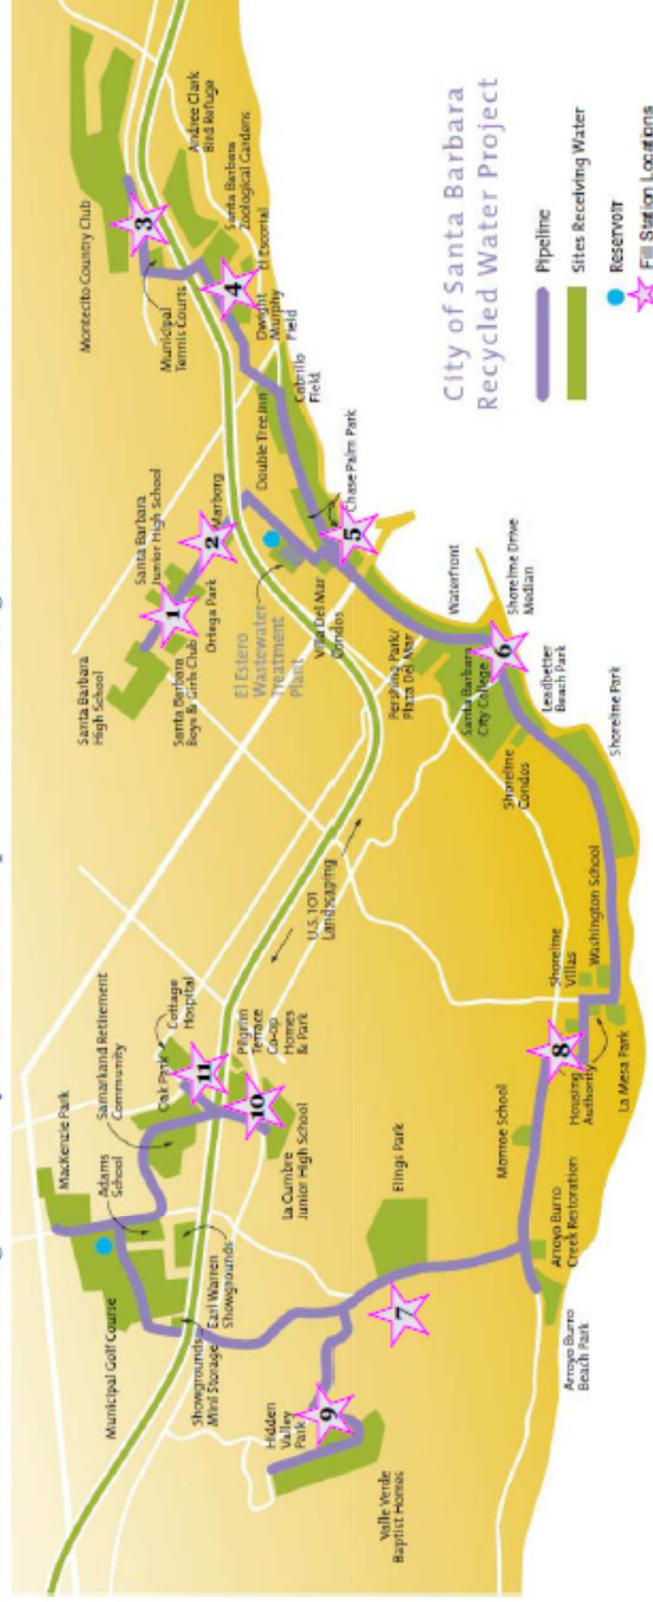 City of Santa Barbara
Recycled Water Project
Pipeline
Sites Receiving Water
Reservoir
Fill Station Locations
Municipal Golf Course
MacKenzie Park
Adams
School
Samarkand Retirement
Community
Oak Park
Cottage
Hospital
Showgrounds
Mini Storage
Earl Warren
Showgrounds
11
10
Pilgrim
Terrace
Co-op
Homes
& Park
La Cumbre
Junior High School
Hidden
Valley
Park
9
Valle Verde
Baptist Homes
7
Elings Park
Arroyo Burro
Beach Park
Arroyo Burro
Creek Restoration
Monroe School
8
Housing
Authority
La Mesa Park
Shoreline
Villas
Washington School
U.S. 101
Landscaping
Santa Barbara
High School
Santa Barbara
Boys & Girls Club
1
Ortega Park
Santa Barbara
Junior High School
2
Marborg
El Estero
Wastewater
Treatment
Plant
Villa Del Mar
Condos
Pershing Park/
Plaza Del Mar
Santa Barbara
City College
Shoreline
Condos
6
Leadbetter
Beach Park
Shoreline Park
Waterfront
Shoreline Drive
Median
5
Chase Palm Park
Double Tree Inn
Cabrillo
Field
Dwight
Murphy
Field
4
El Escorial
Santa Barbara
Zoological Gardens
Andree Clark
Bird Refuge
Municipal
Tennis Courts
3
Montecito Country Club